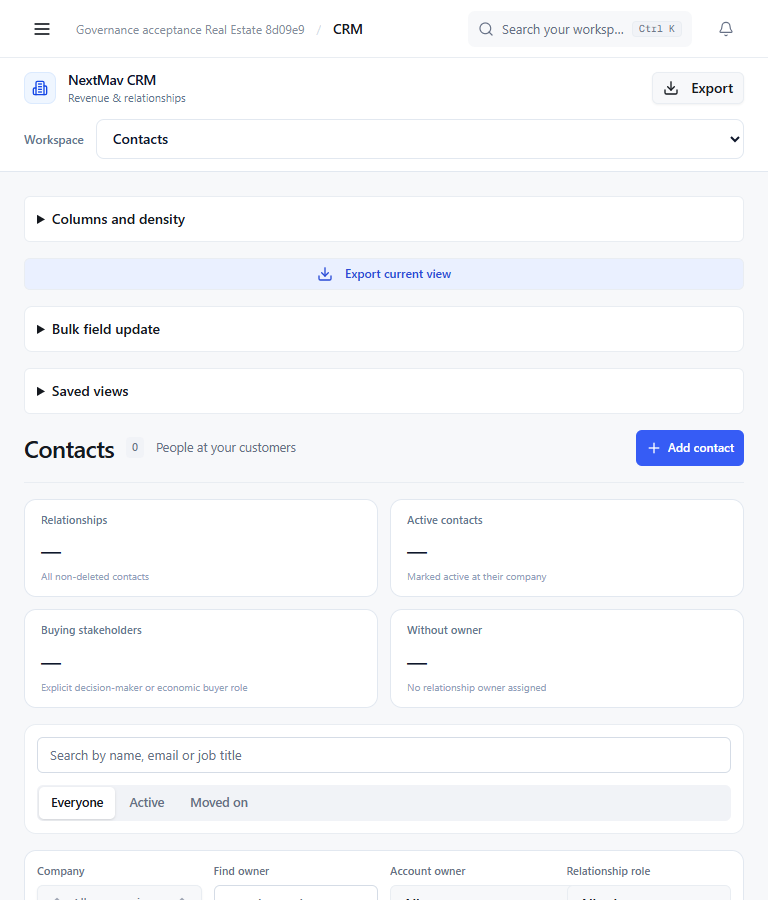 Governance acceptance Real Estate 8d09e9 / CRM
Search your worksp... Ctrl K
NextMav CRM
Revenue & relationships
Export
Workspace
Contacts
Columns and density
Export current view
Bulk field update
Saved views
Contacts 0 People at your customers
Add contact
Relationships
—
All non-deleted contacts
Active contacts
—
Marked active at their company
Buying stakeholders
—
Explicit decision-maker or economic buyer role
Without owner
—
No relationship owner assigned
Search by name, email or job title
Everyone Active Moved on
Company Find owner Account owner Relationship role